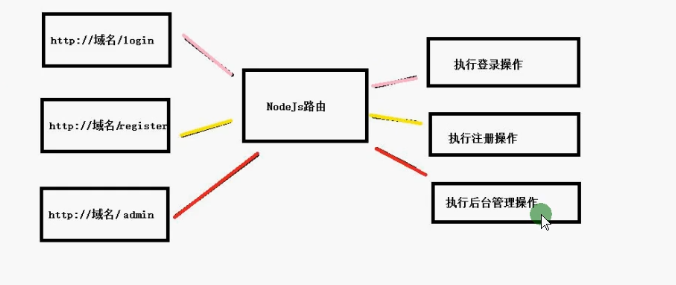 http://域名/login
http://域名/register
http://域名/admin
NodeJs路由
执行登录操作
执行注册操作
执行后台管理操作